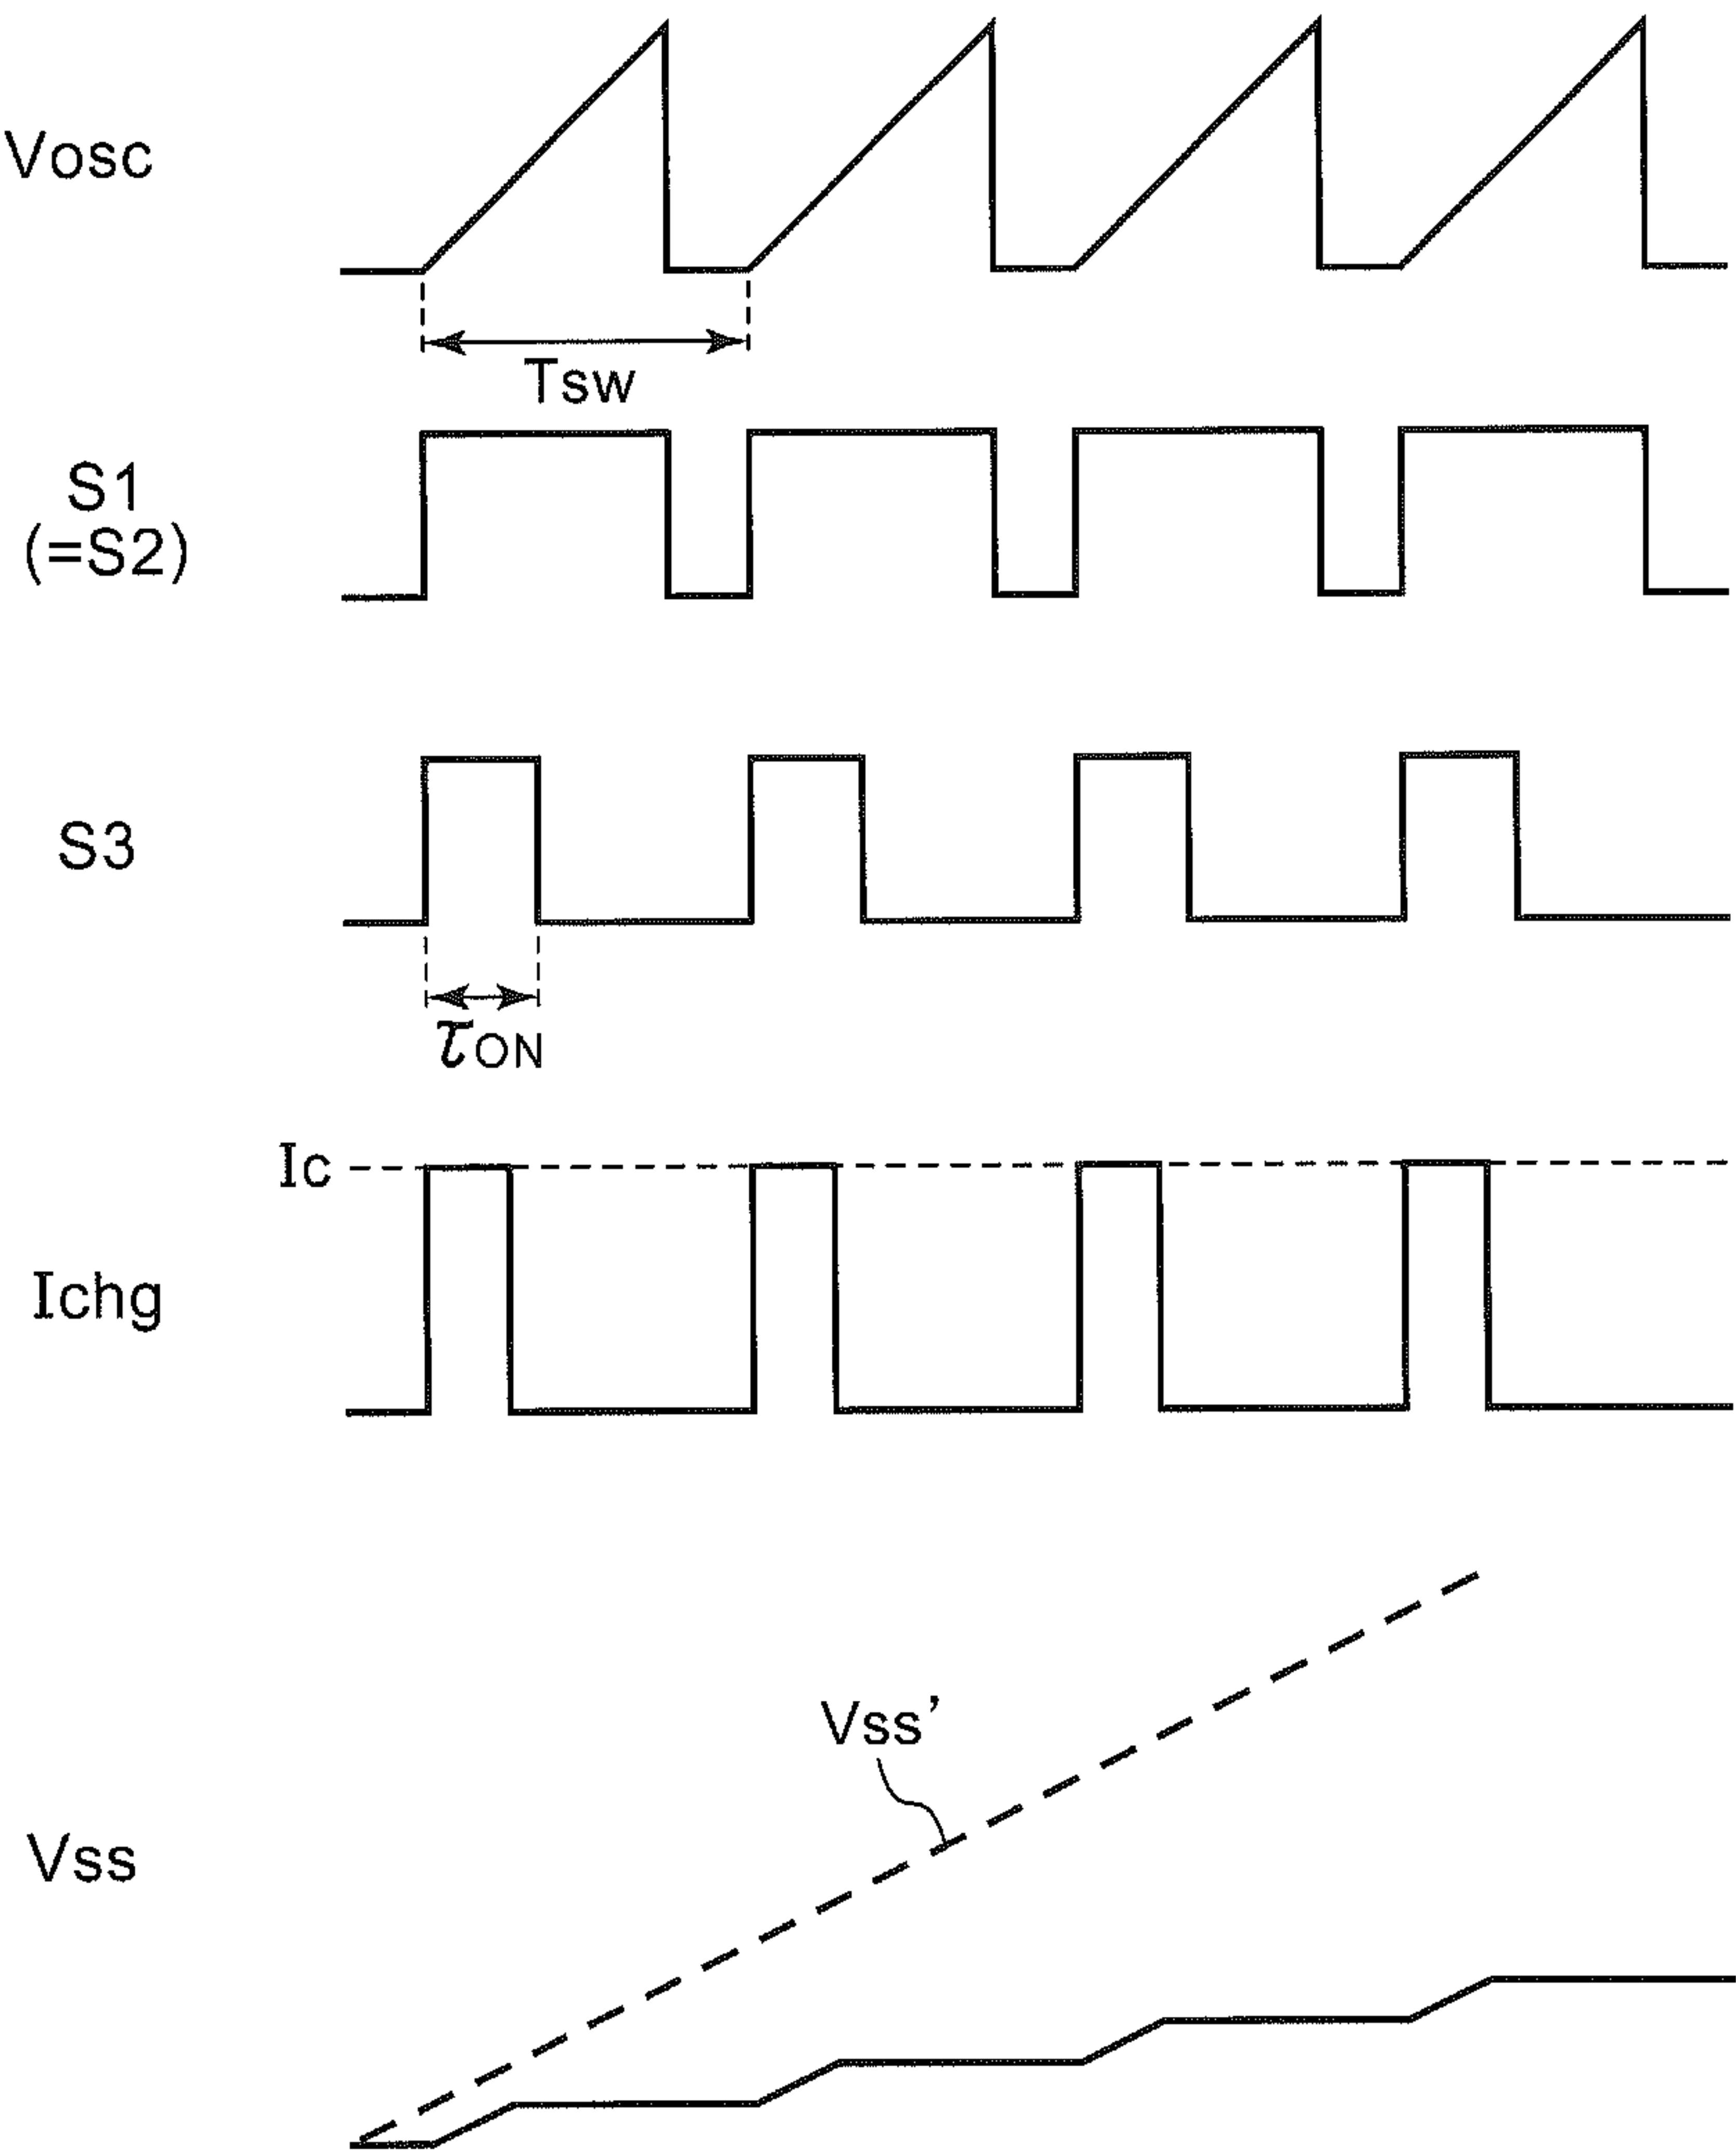 Vosc
Tsw
S1
(=S2)
S3
τON
Ic
Ichg
Vss’
Vss